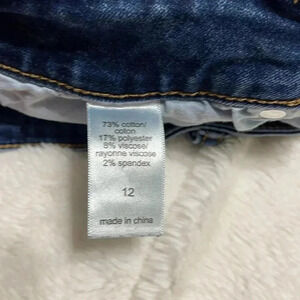 73% cotton/
coton
17% polyester
8% viscose/
rayonne viscose
2% spandex
12
made in china